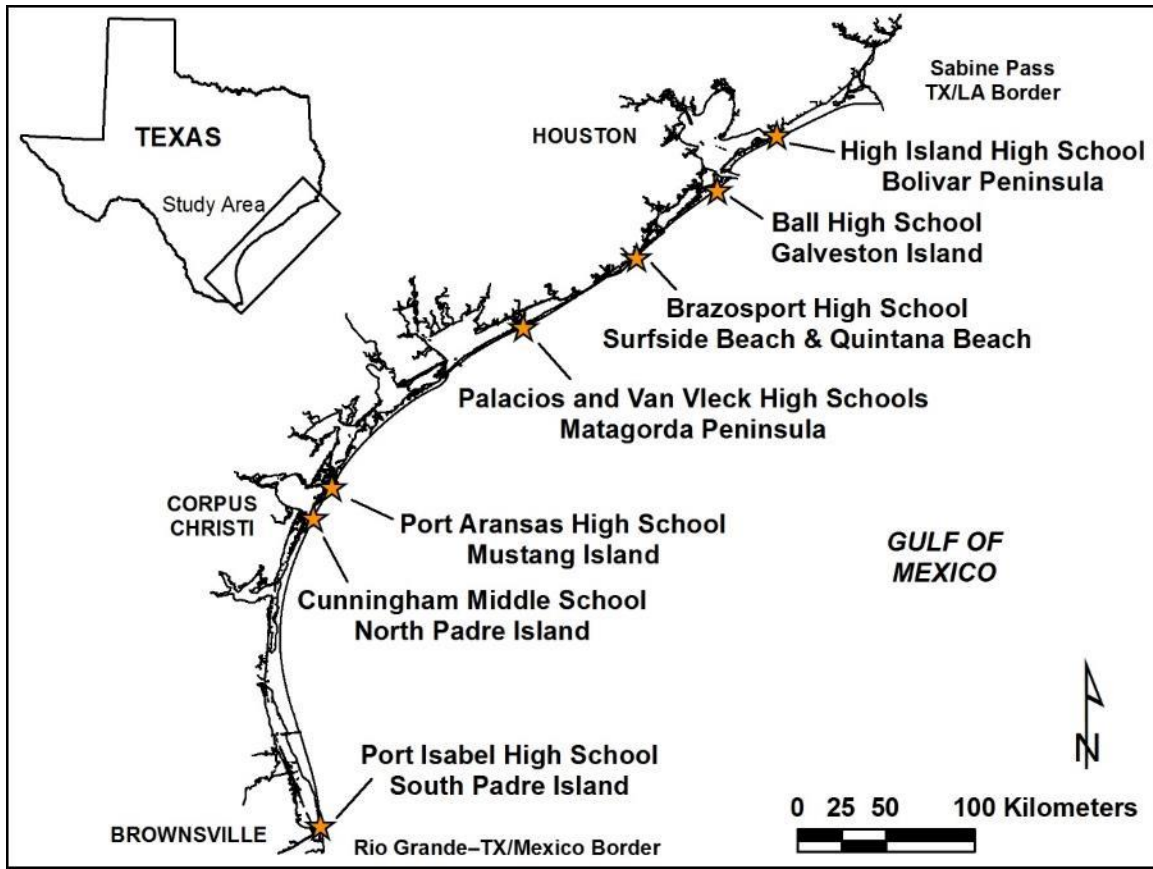 TEXAS
Study Area
Sabine Pass
TX/LA Border
HOUSTON
High Island High School
Bolivar Peninsula
Ball High School
Galveston Island
Brazosport High School
Surfside Beach & Quintana Beach
Palacios and Van Vleck High Schools
Matagorda Peninsula
CORPUS
CHRISTI
Port Aransas High School
Mustang Island
GULF OF
MEXICO
Cunningham Middle School
North Padre Island
Port Isabel High School
South Padre Island
N
0 25 50 100 Kilometers
BROWNSVILLE
Rio Grande–TX/Mexico Border